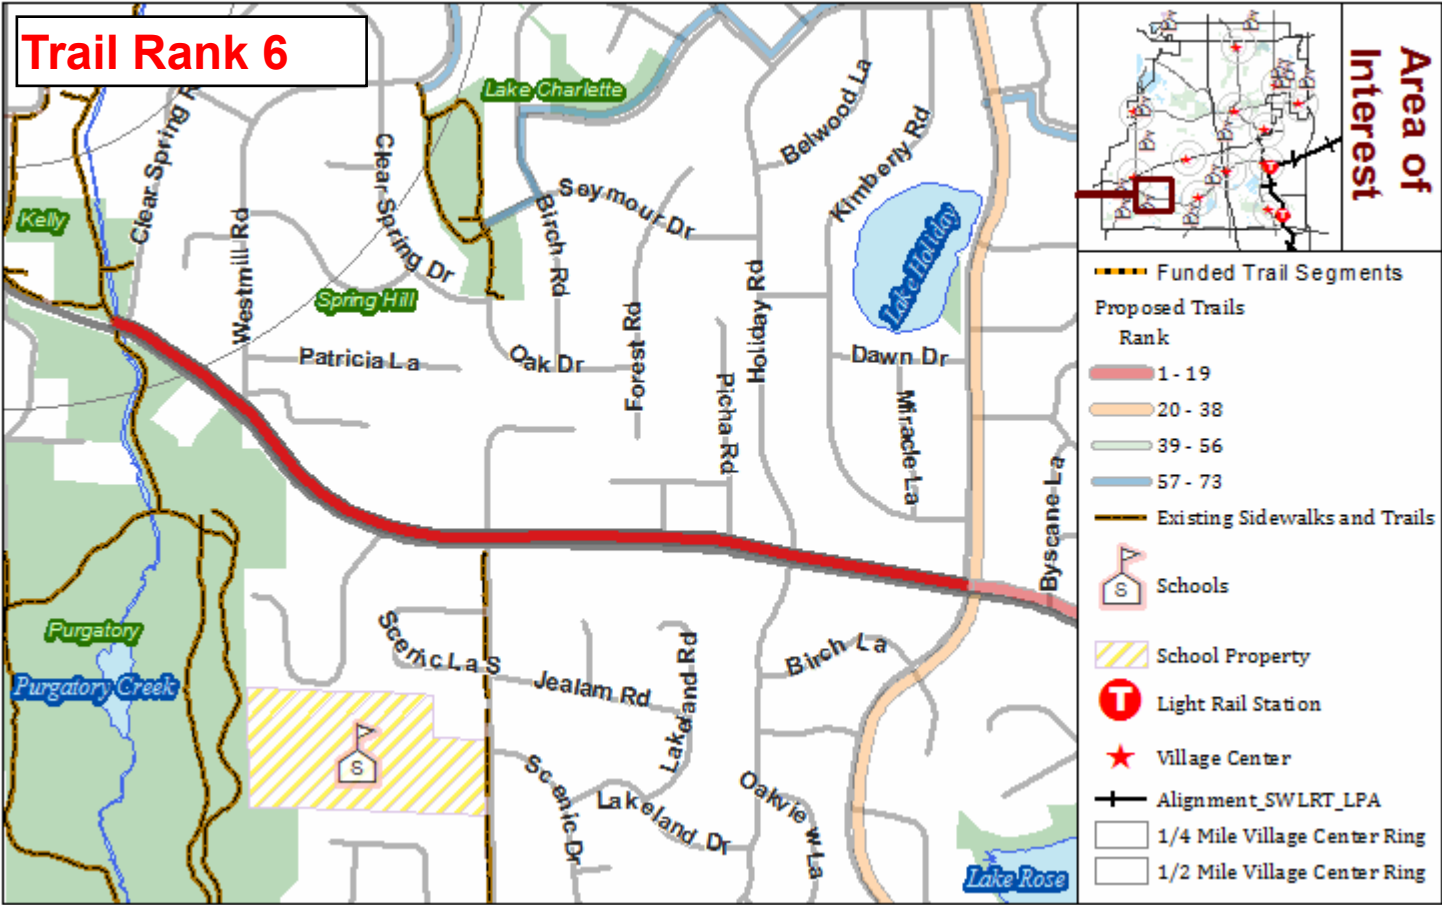 Trail Rank 6
Area of
Interest
Lake Charlette
Clear Spring R
Clear Spring Dr
Belwood La
Kimberly Rd
Kelly
Seymour Dr
Birch Rd
Westmill Rd
Lake Holiday
Spring Hill
Holiday Rd
Forest Rd
Patricia La
Oak Dr
Dawn Dr
Picha Rd
Miracle La
Byscane La
Purgatory
Purgatory Creek
Scenic La S
Jealam Rd
Lakeland Rd
Birch La
S
Scenic Dr
Lakeland Dr
Oakview La
Lake Rose
Funded Trail Segments
Proposed Trails
Rank
1 - 19
20 - 38
39 - 56
57 - 73
Existing Sidewalks and Trails
S
Schools
School Property
T
Light Rail Station
Village Center
Alignment_SWLRT_LPA
1/4 Mile Village Center Ring
1/2 Mile Village Center Ring